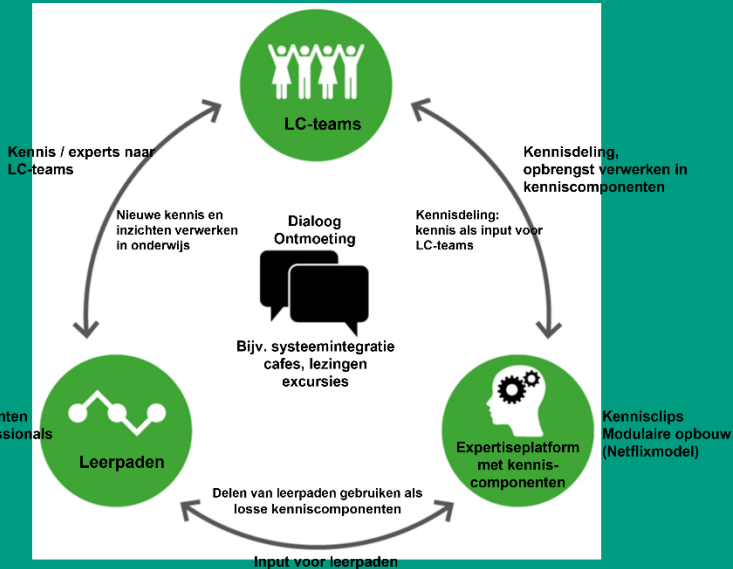 LC-teams
Kennis / experts naar
LC-teams
Kennisdeling,
opbrengst verwerken in
kenniscomponenten
Nieuwe kennis en
inzichten verwerken
in onderwijs
Dialoog
Ontmoeting
Kennisdeling:
kennis als input voor
LC-teams
Bijv. systeemintegratie
cafes, lezingen
excursies
Leerpaden
Expertiseplatform
met kennis-
componenten
Kennisclips
Modulaire opbouw
(Netflixmodel)
Delen van leerpaden gebruiken als
losse kenniscomponenten
Input voor leerpaden